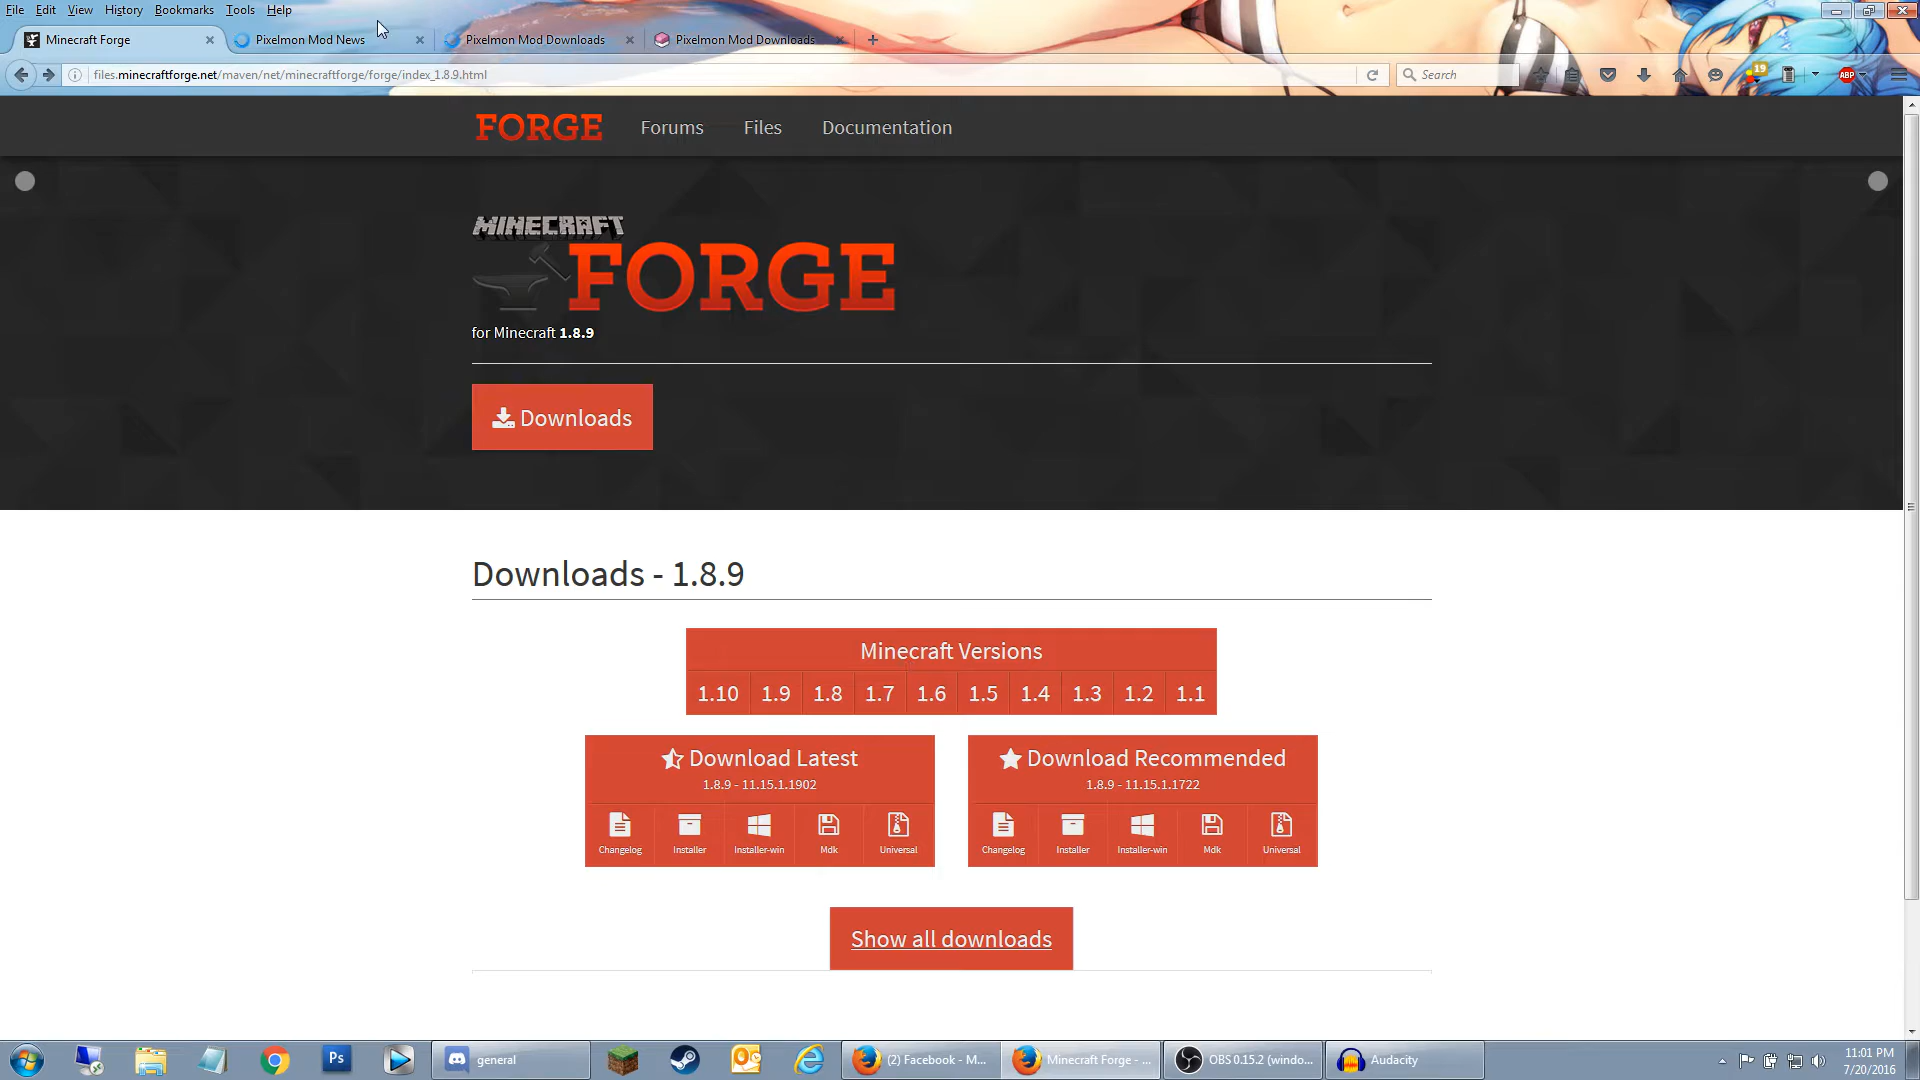 File Edit View History Bookmarks Tools Help
Minecraft Forge
Pixelmon Mod News
Pixelmon Mod Downloads
Pixelmon Mod Downloads
files.minecraftforge.net/maven/net/minecraftforge/forge/index_1.8.9.html
Search
19
ABP
FORGE Forums Files Documentation
MINECRAFT
FORGE
for Minecraft 1.8.9
Downloads
Downloads - 1.8.9
Minecraft Versions
1.10 1.9 1.8 1.7 1.6 1.5 1.4 1.3 1.2 1.1
Download Latest
1.8.9 - 11.15.1.1902
Changelog Installer Installer-win Mdk Universal
Download Recommended
1.8.9 - 11.15.1.1722
Changelog Installer Installer-win Mdk Universal
Show all downloads
Ps
general
(2) Facebook - M...
Minecraft Forge - ...
OBS 0.15.2 (windo...
Audacity
11:01 PM
7/20/2016